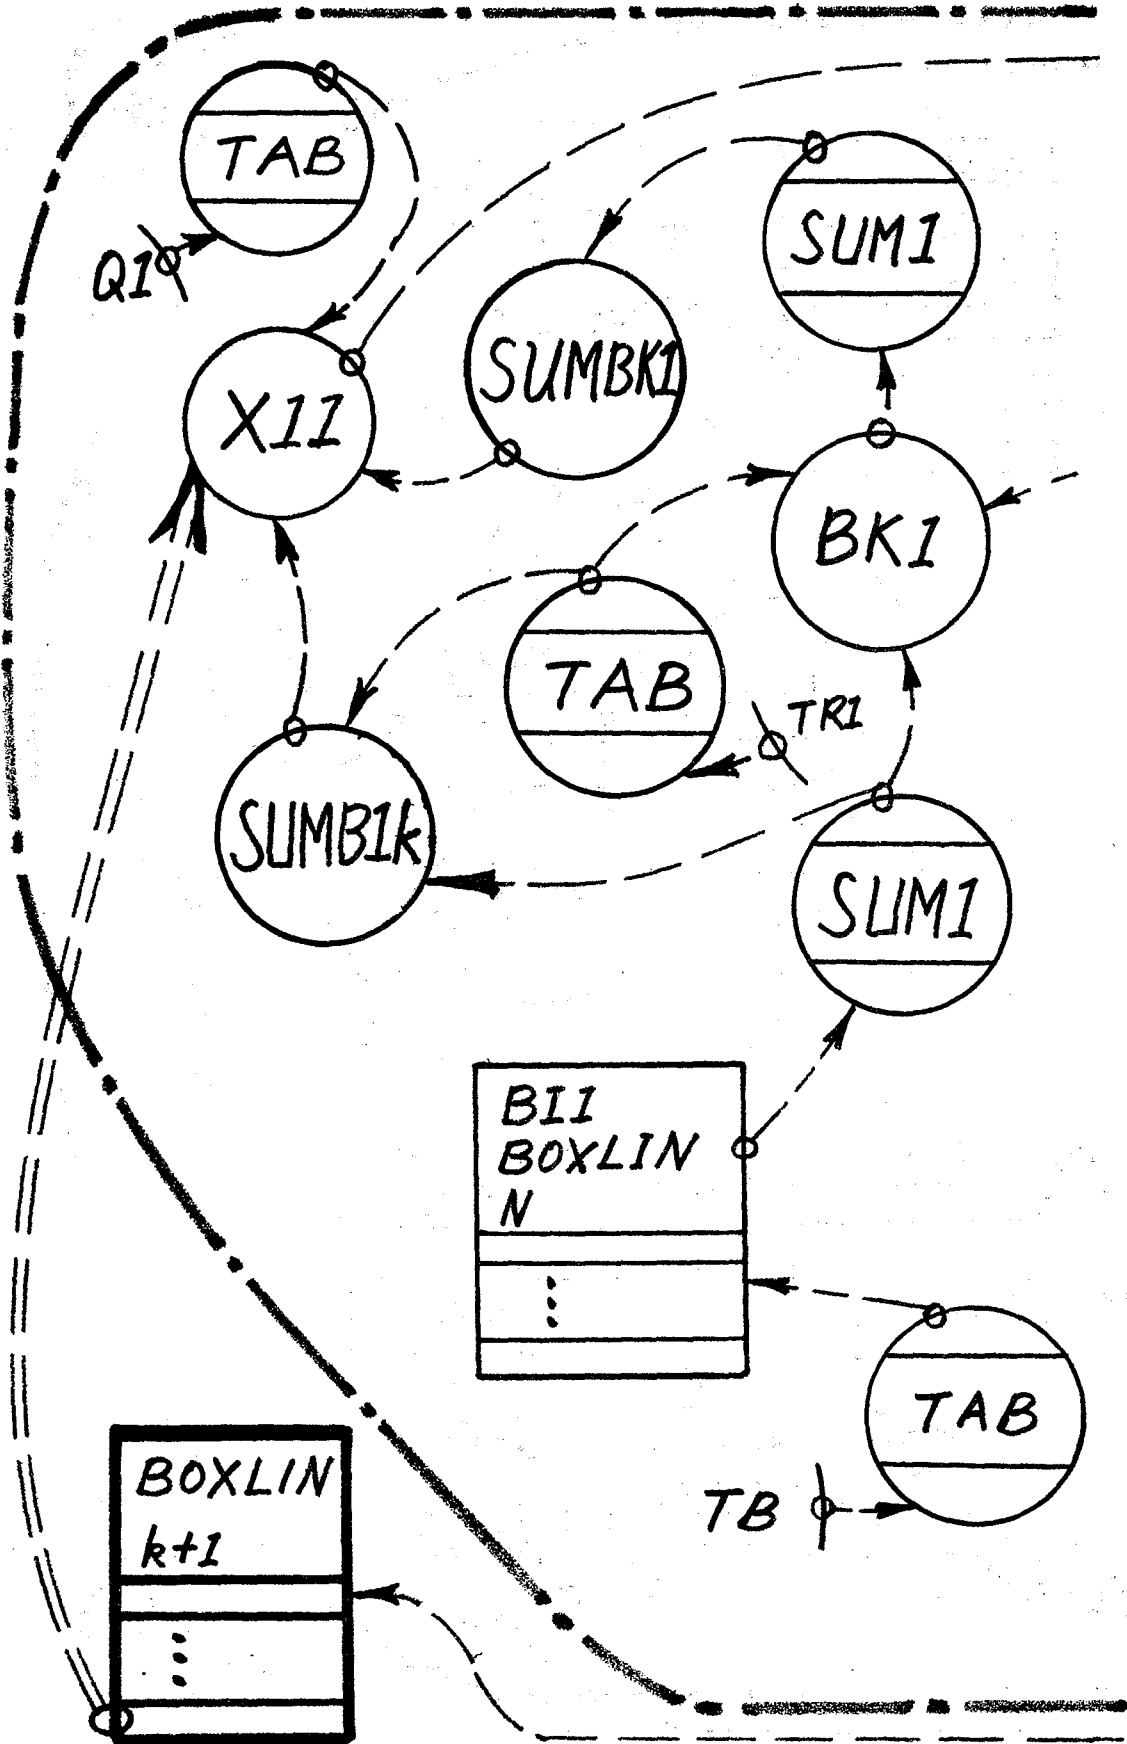 TAB
SUM1
Q1
SUMBK1
X11
BK1
TAB
TR1
SUMB1k
SUM1
BI1
BOXLIN
N
TAB
BOXLIN
TB
k+1